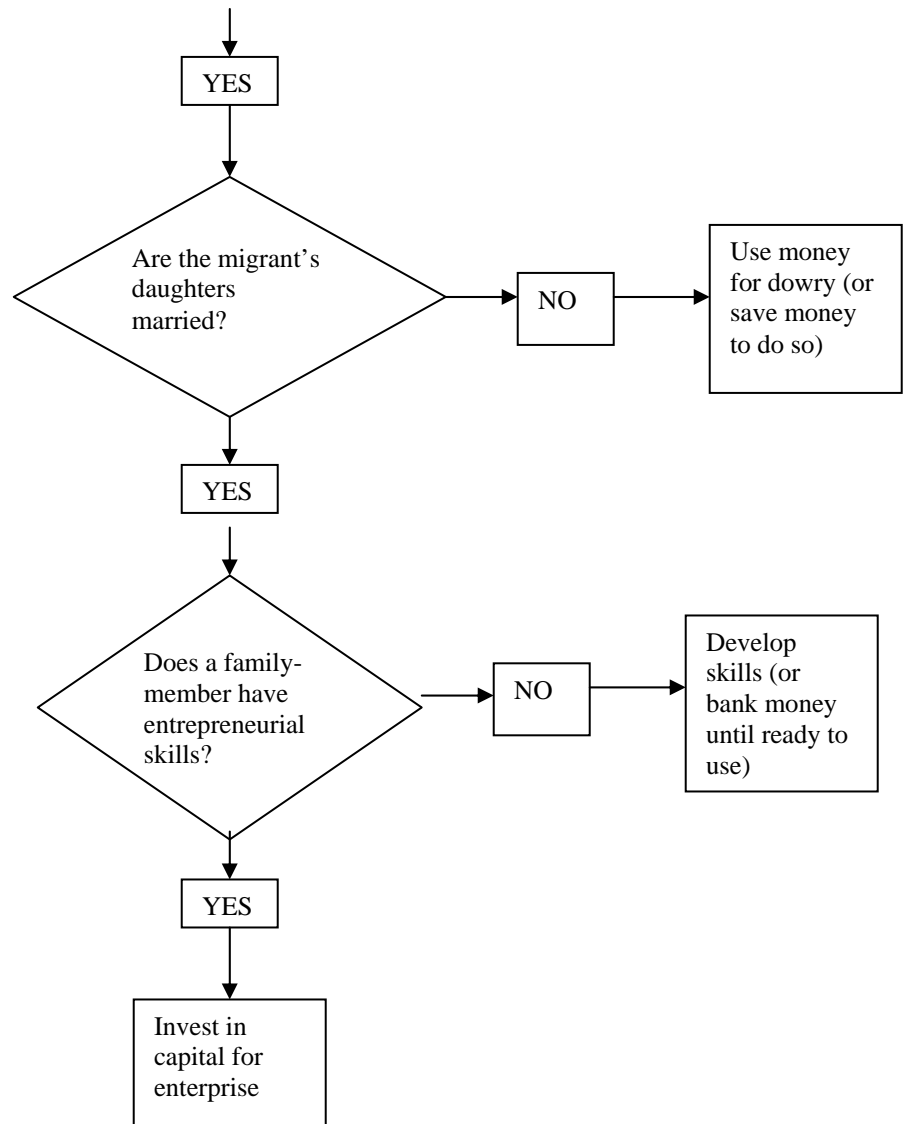 YES
Are the migrant’s
daughters
married?
NO
Use money
for dowry (or
save money
to do so)
YES
Does a family-
member have
entrepreneurial
skills?
NO
Develop
skills (or
bank money
until ready to
use)
YES
Invest in
capital for
enterprise